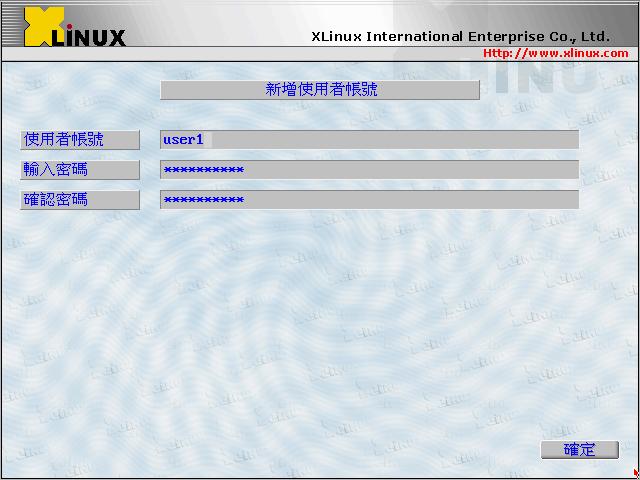 XLiNUX
XLinux International Enterprise Co., Ltd.
Http://www.xlinux.com
新增使用者帳號
使用者帳號 user1
輸入密碼 **********
確認密碼 **********
確定